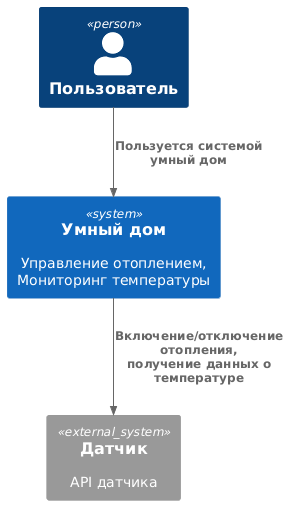 «person»
Пользователь
Пользуется системой
умный дом
«system»
Умный дом
Управление отоплением,
Мониторинг температуры
Включение/отключение
отопления,
получение данных о
температуре
«external_system»
Датчик
API датчика